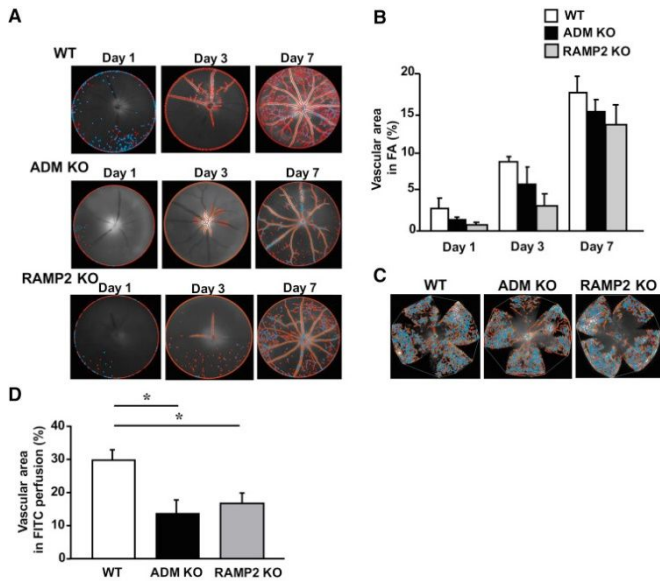 A
WT
Day 1
Day 3
Day 7
ADM KO
Day 1
Day 3
Day 7
RAMP2 KO
Day 1
Day 3
Day 7
B
WT
ADM KO
RAMP2 KO
Vascular area
in FA (%)
20
15
10
5
0
Day 1
Day 3
Day 7
C
WT
ADM KO
RAMP2 KO
D
*
*
Vascular area
in FITC perfusion (%)
40
30
20
10
0
WT
ADM KO
RAMP2 KO